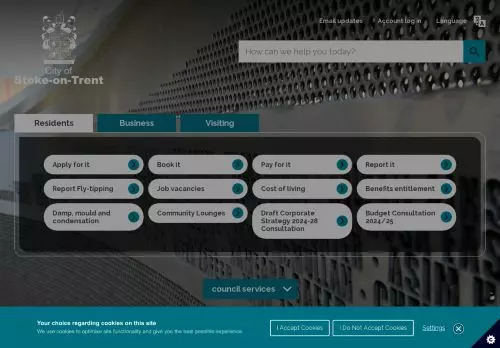 Email updates
Account log in
Language
City of
Stoke-on-Trent
How can we help you today?
Residents
Business
Visiting
Apply for it
Book it
Pay for it
Report it
Report Fly-tipping
Job vacancies
Cost of living
Benefits entitlement
Damp, mould and
condensation
Community Lounges
Draft Corporate
Strategy 2024-28
Consultation
Budget Consultation
2024/25
council services
Your choice regarding cookies on this site
We use cookies to optimise site functionality and give you the best possible experience.
I Accept Cookies
I Do Not Accept Cookies
Settings